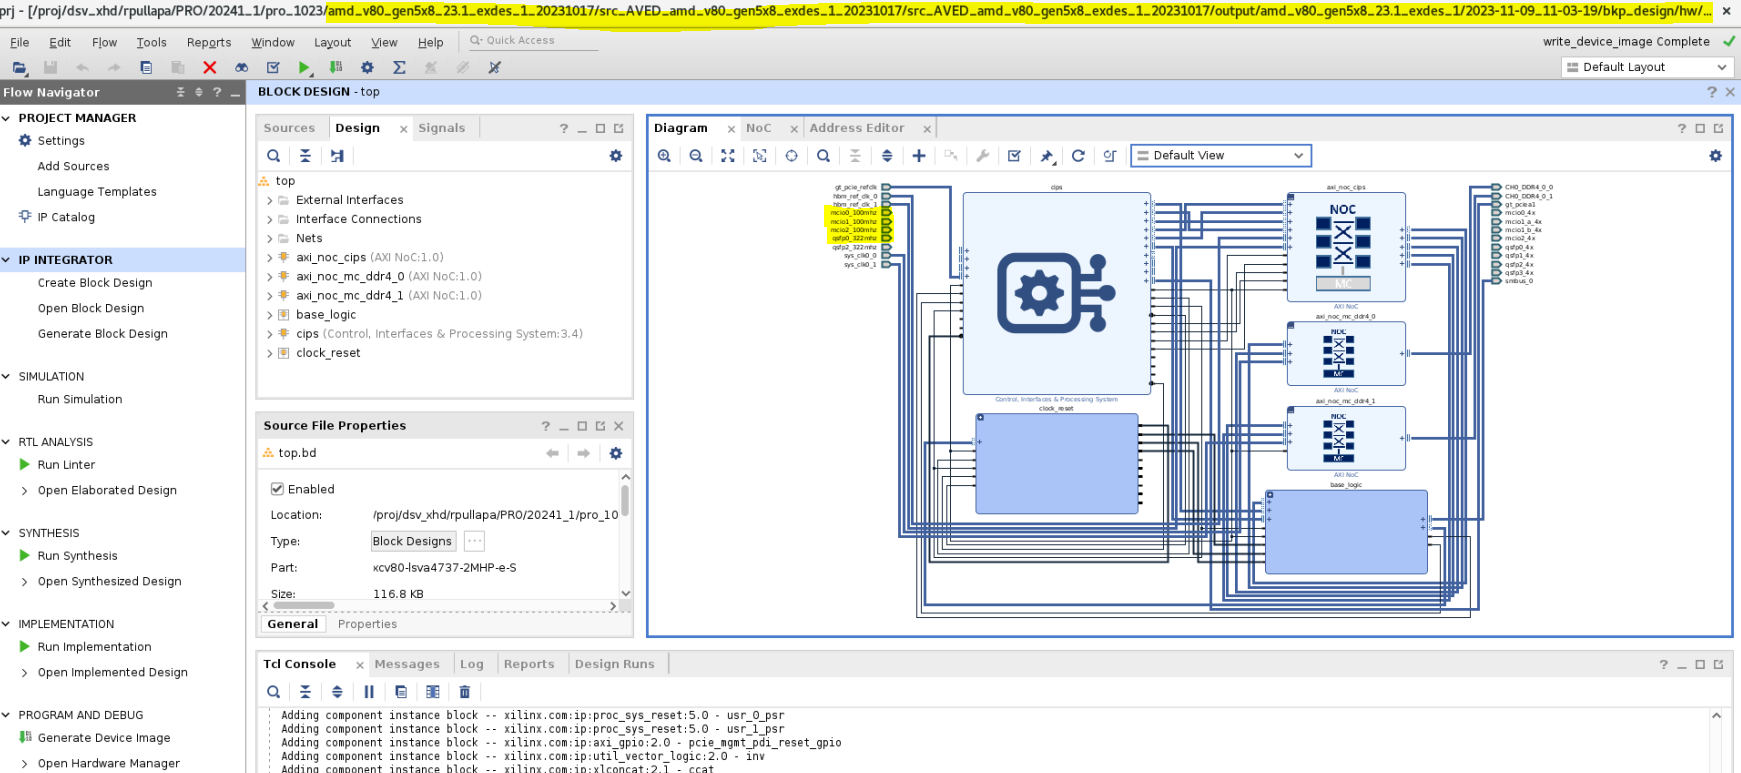 prj - [/proj/dsv_xhd/rpullapa/PRO/20241_1/pro_1023/amd_v80_gen5x8_23.1_exdes_1_20231017/src_AVED_amd_v80_gen5x8_exdes_1_20231017/src_AVED_amd_v80_gen5x8_exdes_1_20231017/output/amd_v80_gen5x8_23.1_exdes_1/2023-11-09_11-03-19/bkp_design/hw/...
File Edit Flow Tools Reports Window Layout View Help Quick Access
write_device_image Complete
Default Layout
Flow Navigator
PROJECT MANAGER
Settings
Add Sources
Language Templates
IP Catalog
IP INTEGRATOR
Create Block Design
Open Block Design
Generate Block Design
SIMULATION
Run Simulation
RTL ANALYSIS
Run Linter
Open Elaborated Design
SYNTHESIS
Run Synthesis
Open Synthesized Design
IMPLEMENTATION
Run Implementation
Open Implemented Design
PROGRAM AND DEBUG
Generate Device Image
Open Hardware Manager
BLOCK DESIGN - top
Sources Design Signals
top
External Interfaces
Interface Connections
Nets
axi_noc_cips (AXI NoC:1.0)
axi_noc_mc_ddr4_0 (AXI NoC:1.0)
axi_noc_mc_ddr4_1 (AXI NoC:1.0)
base_logic
cips (Control, Interfaces & Processing System:3.4)
clock_reset
Source File Properties
top.bd
Enabled
Location: /proj/dsv_xhd/rpullapa/PRO/20241_1/pro_10
Type: Block Designs ...
Part: xcv80-lsva4737-2MHP-e-S
Size: 116.8 KB
General Properties
Diagram NoC Address Editor
Default View
gt_pcie_refclk
hbm_ref_clk_0
hbm_ref_clk_1
mcio0_100mhz
mcio1_100mhz
mcio2_100mhz
qsfp0_322mhz
qsfp2_322mhz
sys_clk0_0
sys_clk0_1
cips
Control, Interfaces & Processing System
clock_reset
axi_noc_cips
NOC
MC
AXI NoC
axi_noc_mc_ddr4_0
NOC
MC
AXI NoC
axi_noc_mc_ddr4_1
NOC
MC
AXI NoC
base_logic
CH0_DDR4_0_0
CH0_DDR4_0_1
gt_pciea1
mcio0_4x
mcio1_a_4x
mcio1_b_4x
mcio2_4x
qsfp0_4x
qsfp1_4x
qsfp2_4x
qsfp3_4x
smbus_0
Tcl Console Messages Log Reports Design Runs
Adding component instance block -- xilinx.com:ip:proc_sys_reset:5.0 - usr_0_psr
Adding component instance block -- xilinx.com:ip:proc_sys_reset:5.0 - usr_1_psr
Adding component instance block -- xilinx.com:ip:axi_gpio:2.0 - pcie_mgmt_pdi_reset_gpio
Adding component instance block -- xilinx.com:ip:util_vector_logic:2.0 - inv
Adding component instance block -- xilinx.com:ip:xlconcat:2.1 - ccat